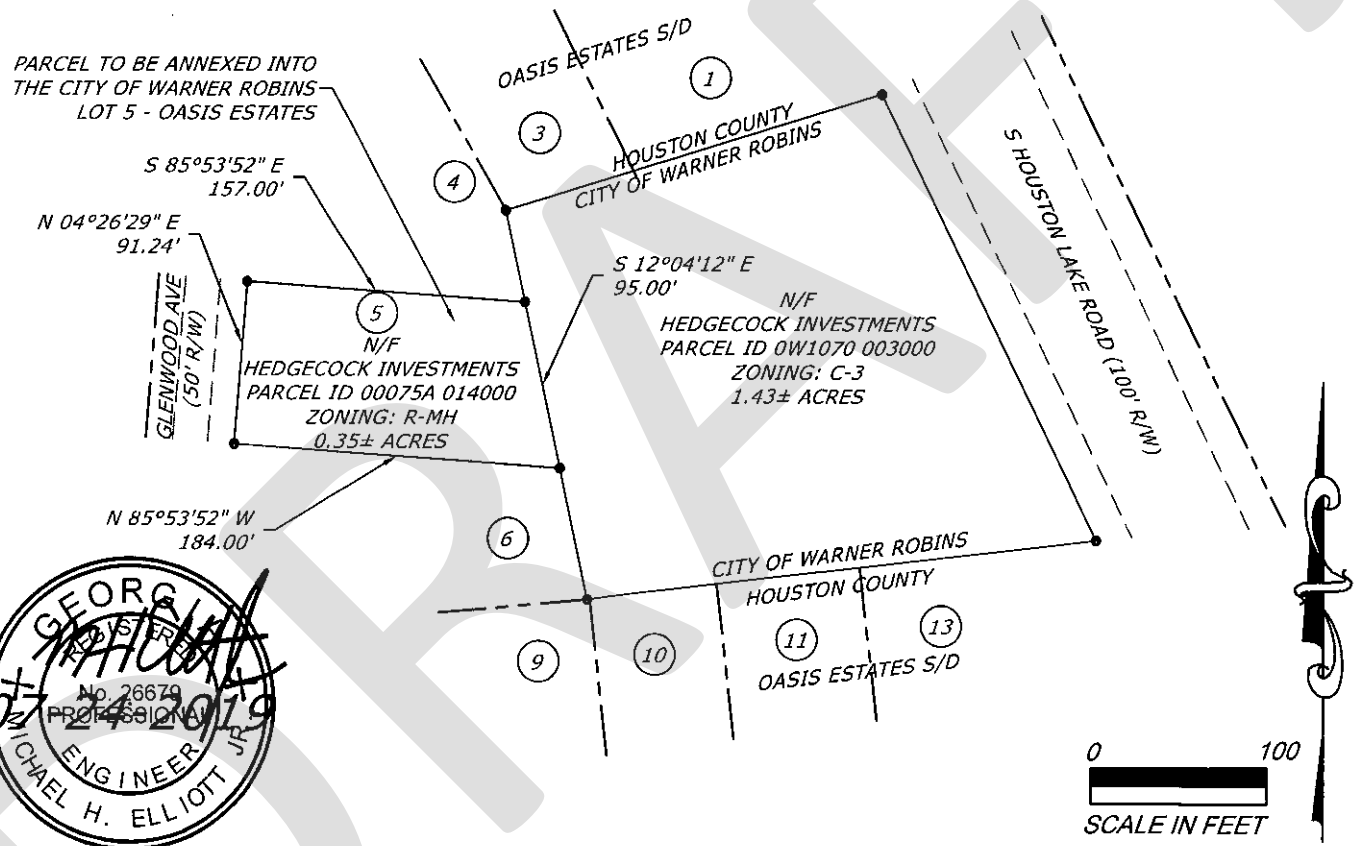 OASIS ESTATES S/D
PARCEL TO BE ANNEXED INTO
THE CITY OF WARNER ROBINS
LOT 5 - OASIS ESTATES
1
3
4
HOUSTON COUNTY
CITY OF WARNER ROBINS
S 85°53'52" E
157.00'
N 04°26'29" E
91.24'
S HOUSTON LAKE ROAD (100' R/W)
GLENWOOD AVE
(50' R/W)
S 12°04'12" E
95.00'
5
N/F
HEDGECOCK INVESTMENTS
PARCEL ID 00075A 014000
ZONING: R-MH
0.35± ACRES
N/F
HEDGECOCK INVESTMENTS
PARCEL ID 0W1070 003000
ZONING: C-3
1.43± ACRES
N 85°53'52" W
184.00'
6
CITY OF WARNER ROBINS
HOUSTON COUNTY
9
10
11
13
OASIS ESTATES S/D
REGISTERED
No. 26679
PROFESSIONAL
07-24-2019
ENGINEER
MICHAEL H. ELLIOTT JR.
0 100
SCALE IN FEET
DRAFT